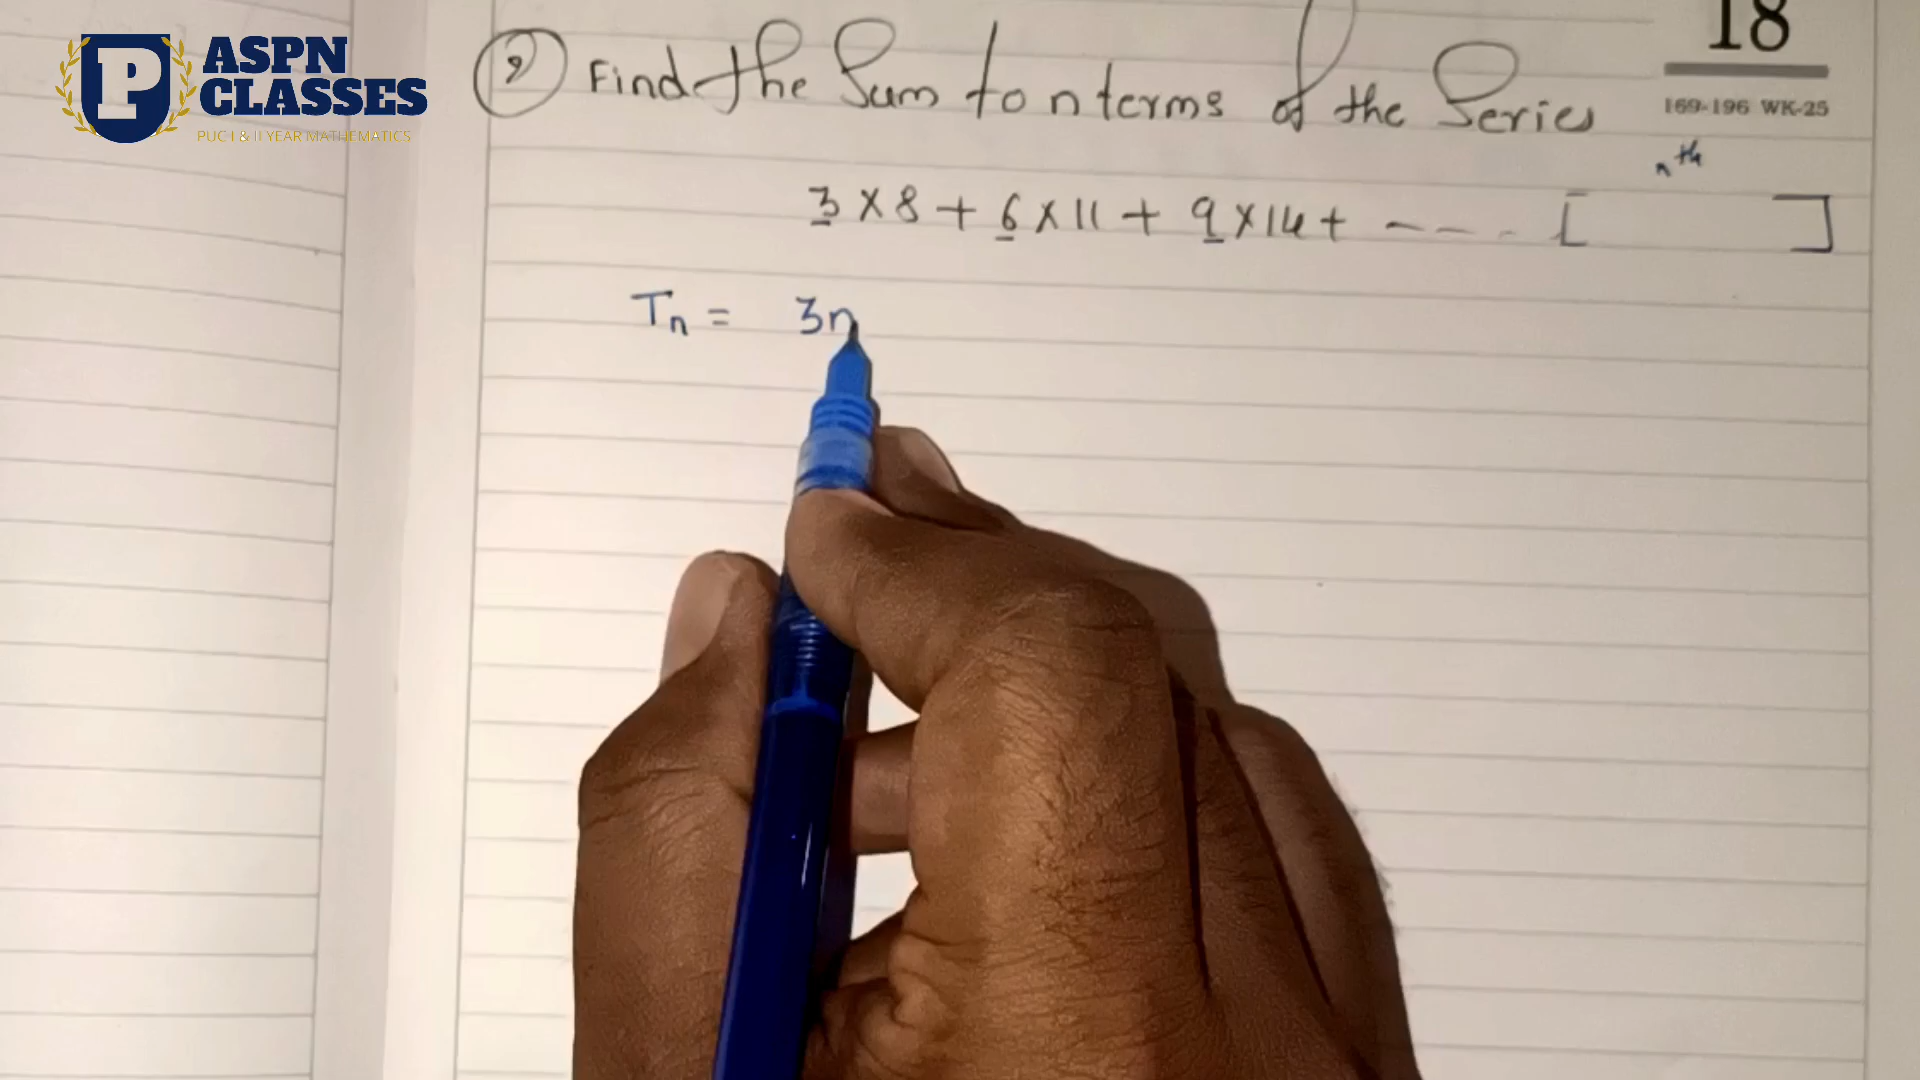 P
ASPN
CLASSES
PUC I & II YEAR MATHEMATICS
18
169-196 WK-25
2 Find the Sum to n terms of the Series
nth
3 × 8 + 6 × 11 + 9 × 14 + - - - - [ ]
Tn = 3n